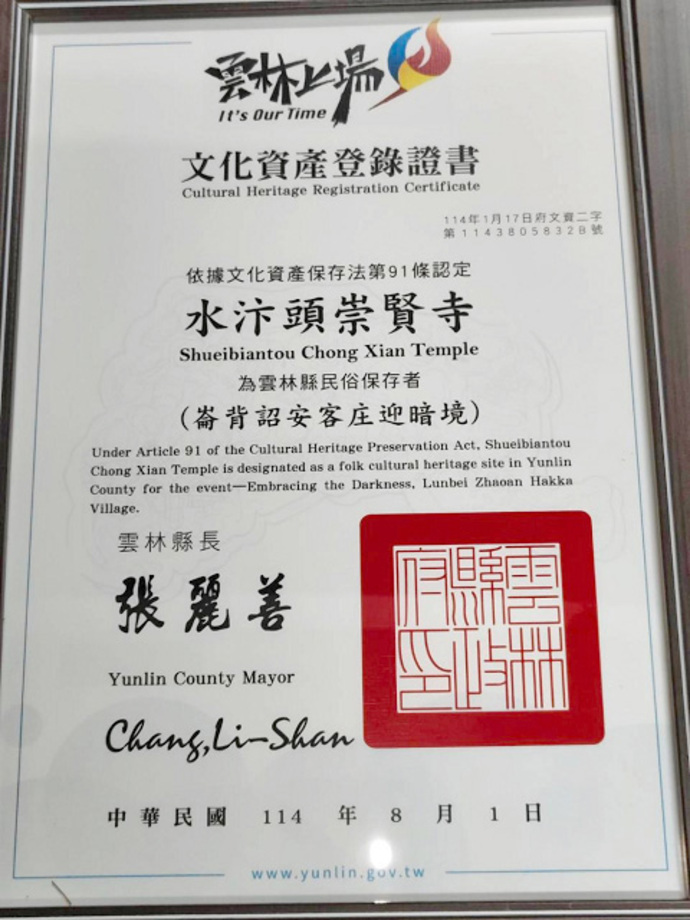 雲林上場
It's Our Time
文化資產登錄證書
Cultural Heritage Registration Certificate
114年1月17日府文資二字
第1143805832B號
依據文化資產保存法第91條認定
水汴頭崇賢寺
Shueibiantou Chong Xian Temple
為雲林縣民俗保存者
(崙背詔安客庄迎暗境)
Under Article 91 of the Cultural Heritage Preservation Act, Shueibiantou
Chong Xian Temple is designated as a folk cultural heritage site in Yunlin
County for the event—Embracing the Darkness, Lunbei Zhaoan Hakka
Village.
雲林縣長
張麗善
Yunlin County Mayor
Chang,Li-Shan
雲林縣政府印
中華民國 114 年 8 月 1 日
www.yunlin.gov.tw